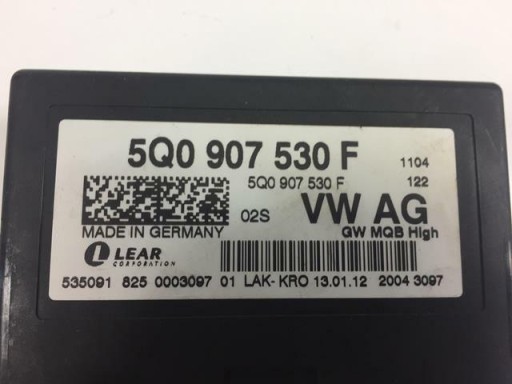 5Q0 907 530 F 1104
5Q0 907 530 F 122
02S VW AG
MADE IN GERMANY GW MQB High
LEAR
CORPORATION
535091 825 0003097 01 LAK-KRO 13.01.12 2004 3097